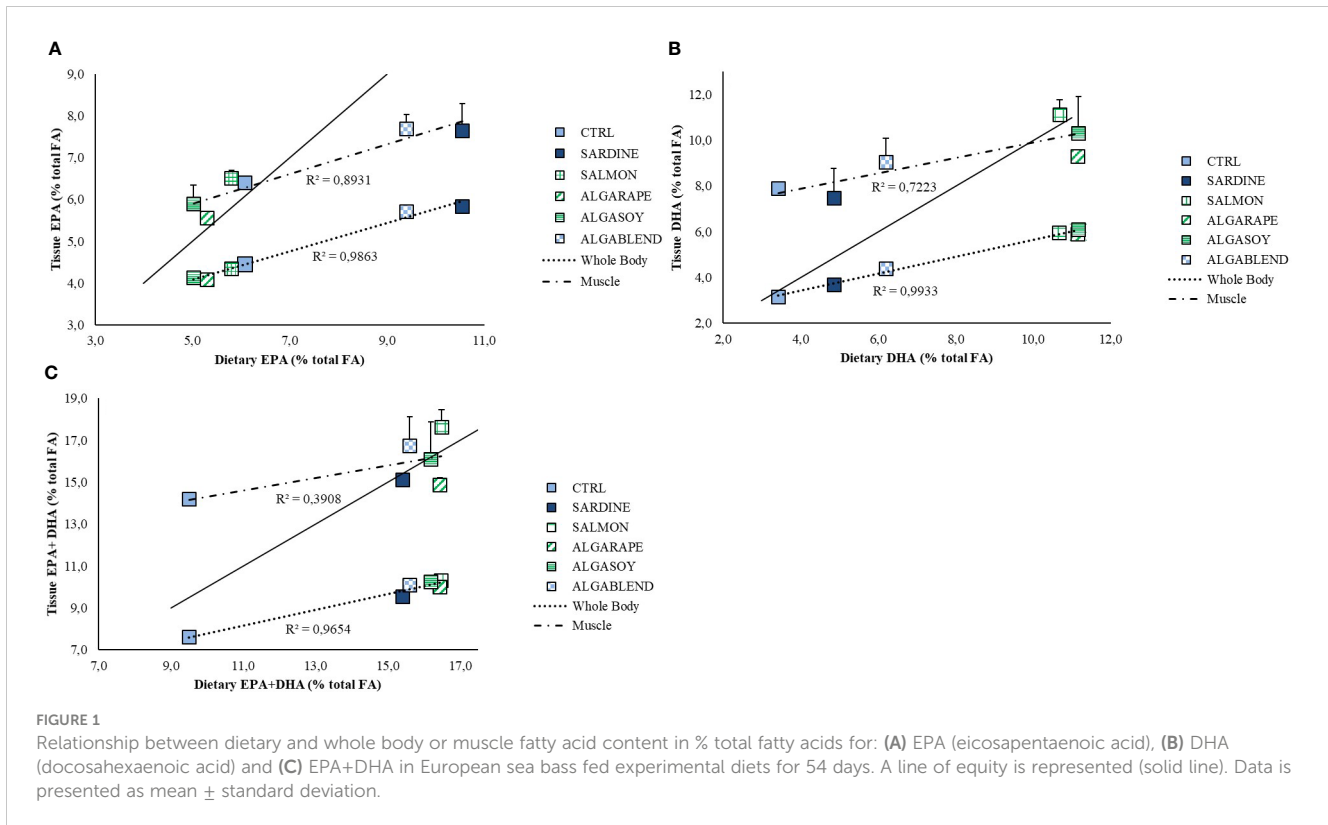 A
Tissue EPA (% total FA)
9,0
8,0
7,0
6,0
5,0
4,0
3,0
R² = 0,8931
R² = 0,9863
3,0 5,0 7,0 9,0 11,0
Dietary EPA (% total FA)
CTRL
SARDINE
SALMON
ALGARAPE
ALGASOY
ALGABLEND
Whole Body
Muscle
B
Tissue DHA (% total FA)
12,0
10,0
8,0
6,0
4,0
2,0
R² = 0,7223
R² = 0,9933
2,0 4,0 6,0 8,0 10,0 12,0
Dietary DHA (% total FA)
CTRL
SARDINE
SALMON
ALGARAPE
ALGASOY
ALGABLEND
Whole Body
Muscle
C
Tissue EPA+ DHA (% total FA)
19,0
17,0
15,0
13,0
11,0
9,0
7,0
R² = 0,3908
R² = 0,9654
7,0 9,0 11,0 13,0 15,0 17,0
Dietary EPA+DHA (% total FA)
CTRL
SARDINE
SALMON
ALGARAPE
ALGASOY
ALGABLEND
Whole Body
Muscle
FIGURE 1
Relationship between dietary and whole body or muscle fatty acid content in % total fatty acids for: (A) EPA (eicosapentaenoic acid), (B) DHA
(docosahexaenoic acid) and (C) EPA+DHA in European sea bass fed experimental diets for 54 days. A line of equity is represented (solid line). Data is
presented as mean ± standard deviation.